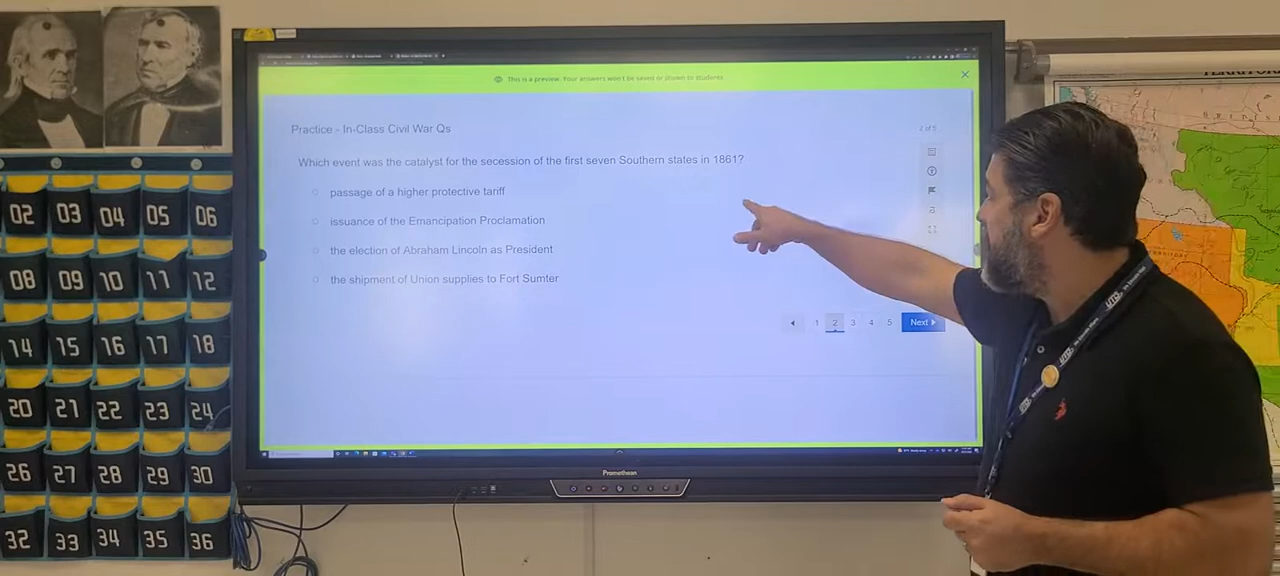 This is a preview. Your answers won't be saved or shown to students
Practice - In-Class Civil War Qs
2 of 5
Which event was the catalyst for the secession of the first seven Southern states in 1861?
passage of a higher protective tariff
issuance of the Emancipation Proclamation
the election of Abraham Lincoln as President
the shipment of Union supplies to Fort Sumter
1 2 3 4 5 Next
Promethean
02 03 04 05 06
08 09 10 11 12
14 15 16 17 18
20 21 22 23 24
26 27 28 29 30
32 33 34 35 36
UTS
UTS